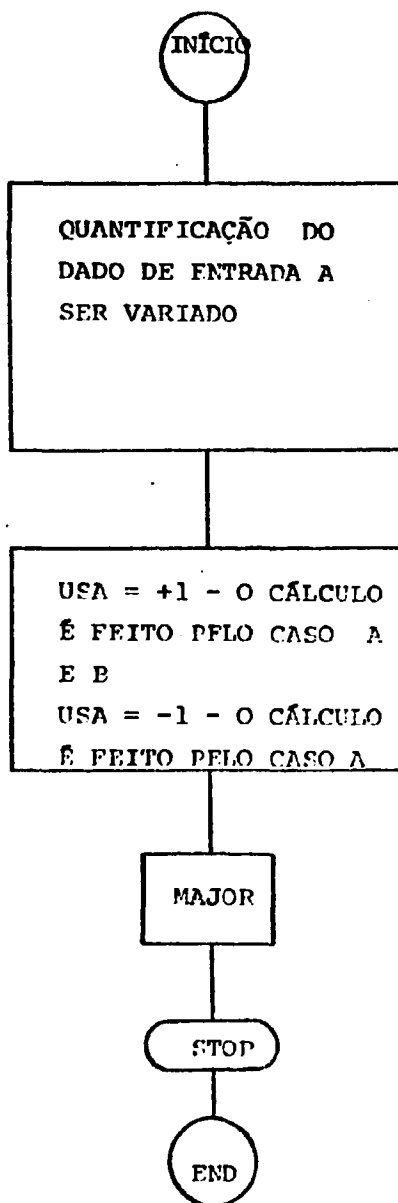 INÍCIO
QUANTIFICAÇÃO DO
DADO DE ENTRADA A
SER VARIADO
USA = +1 - O CÁLCULO
É FEITO PELO CASO A
E B
USA = -1 - O CÁLCULO
É FEITO PELO CASO A
MAJOR
STOP
END